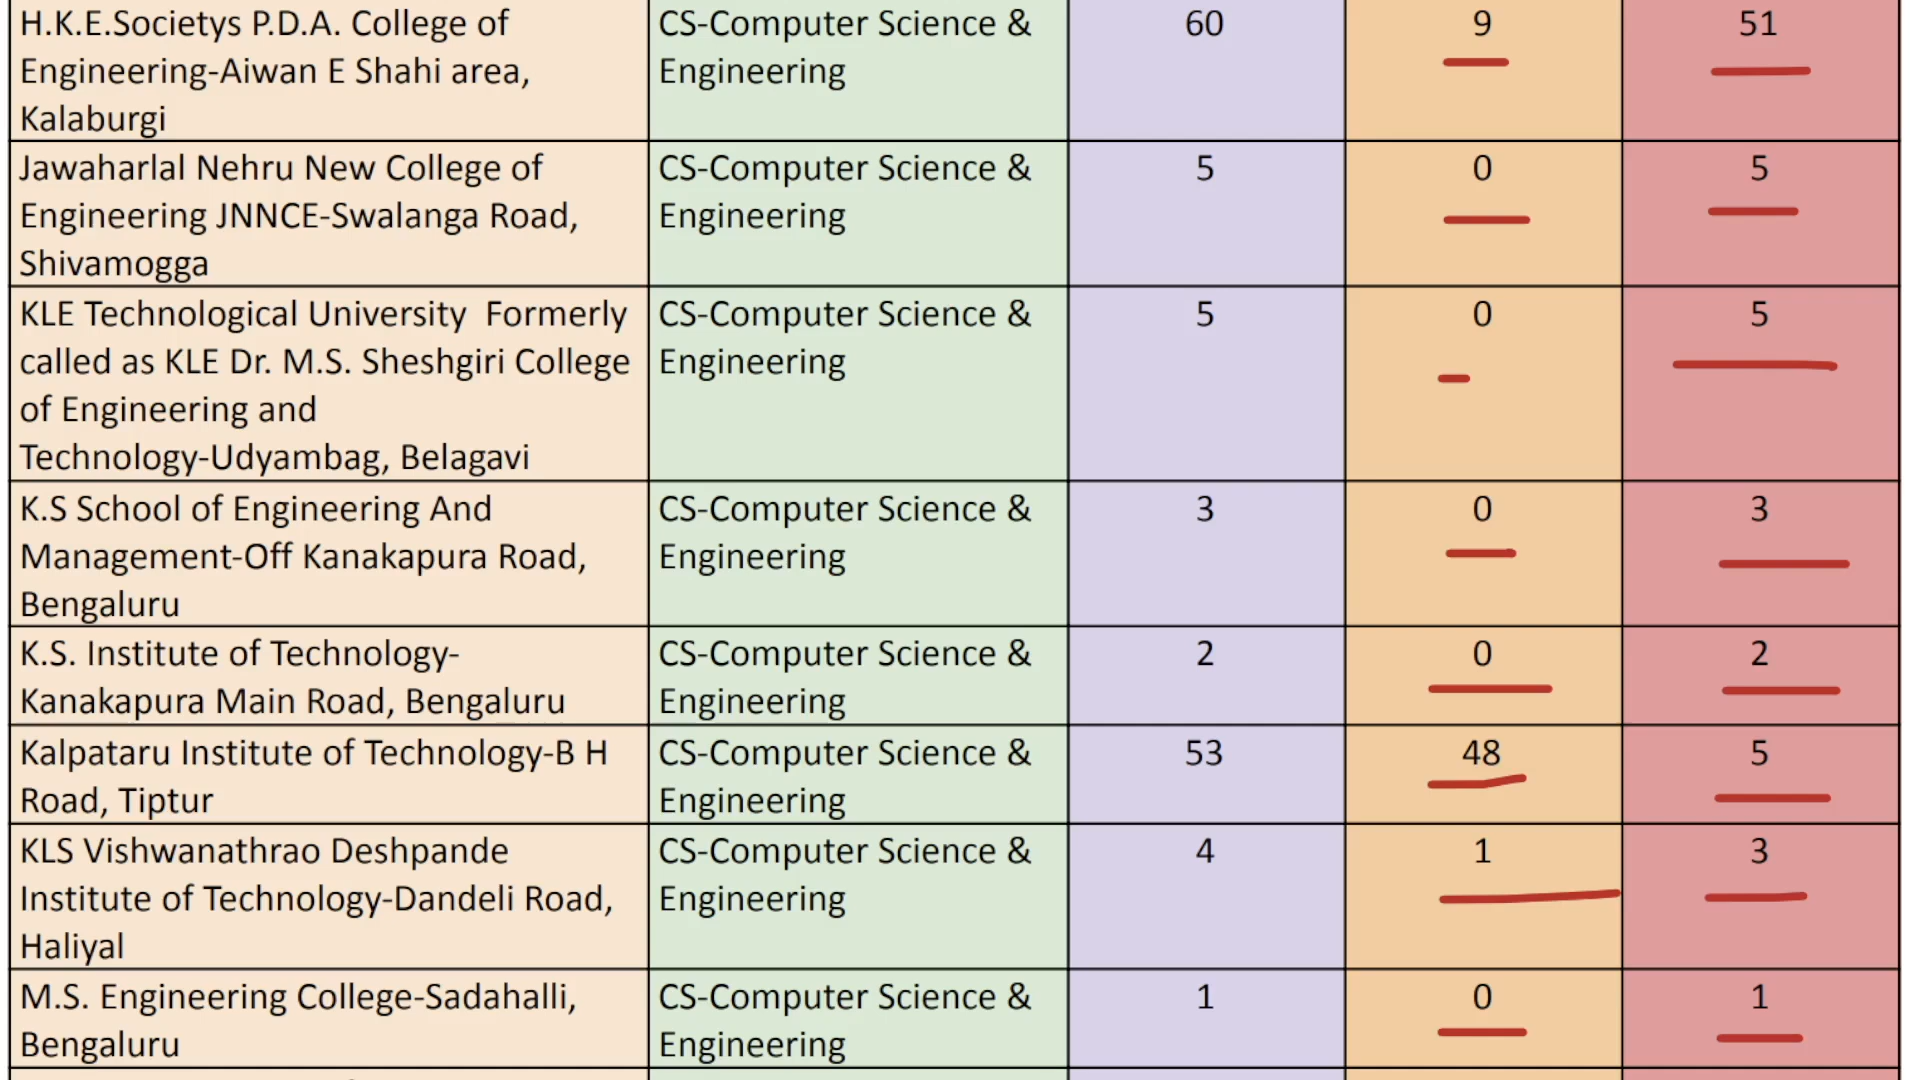 H.K.E.Societys P.D.A. College of
Engineering-Aiwan E Shahi area,
Kalaburgi
CS-Computer Science &
Engineering
60
9
51
Jawaharlal Nehru New College of
Engineering JNNCE-Swalanga Road,
Shivamogga
CS-Computer Science &
Engineering
5
0
5
KLE Technological University  Formerly
called as KLE Dr. M.S. Sheshgiri College
of Engineering and
Technology-Udyambag, Belagavi
CS-Computer Science &
Engineering
5
0
5
K.S School of Engineering And
Management-Off Kanakapura Road,
Bengaluru
CS-Computer Science &
Engineering
3
0
3
K.S. Institute of Technology-
Kanakapura Main Road, Bengaluru
CS-Computer Science &
Engineering
2
0
2
Kalpataru Institute of Technology-B H
Road, Tiptur
CS-Computer Science &
Engineering
53
48
5
KLS Vishwanathrao Deshpande
Institute of Technology-Dandeli Road,
Haliyal
CS-Computer Science &
Engineering
4
1
3
M.S. Engineering College-Sadahalli,
Bengaluru
CS-Computer Science &
Engineering
1
0
1